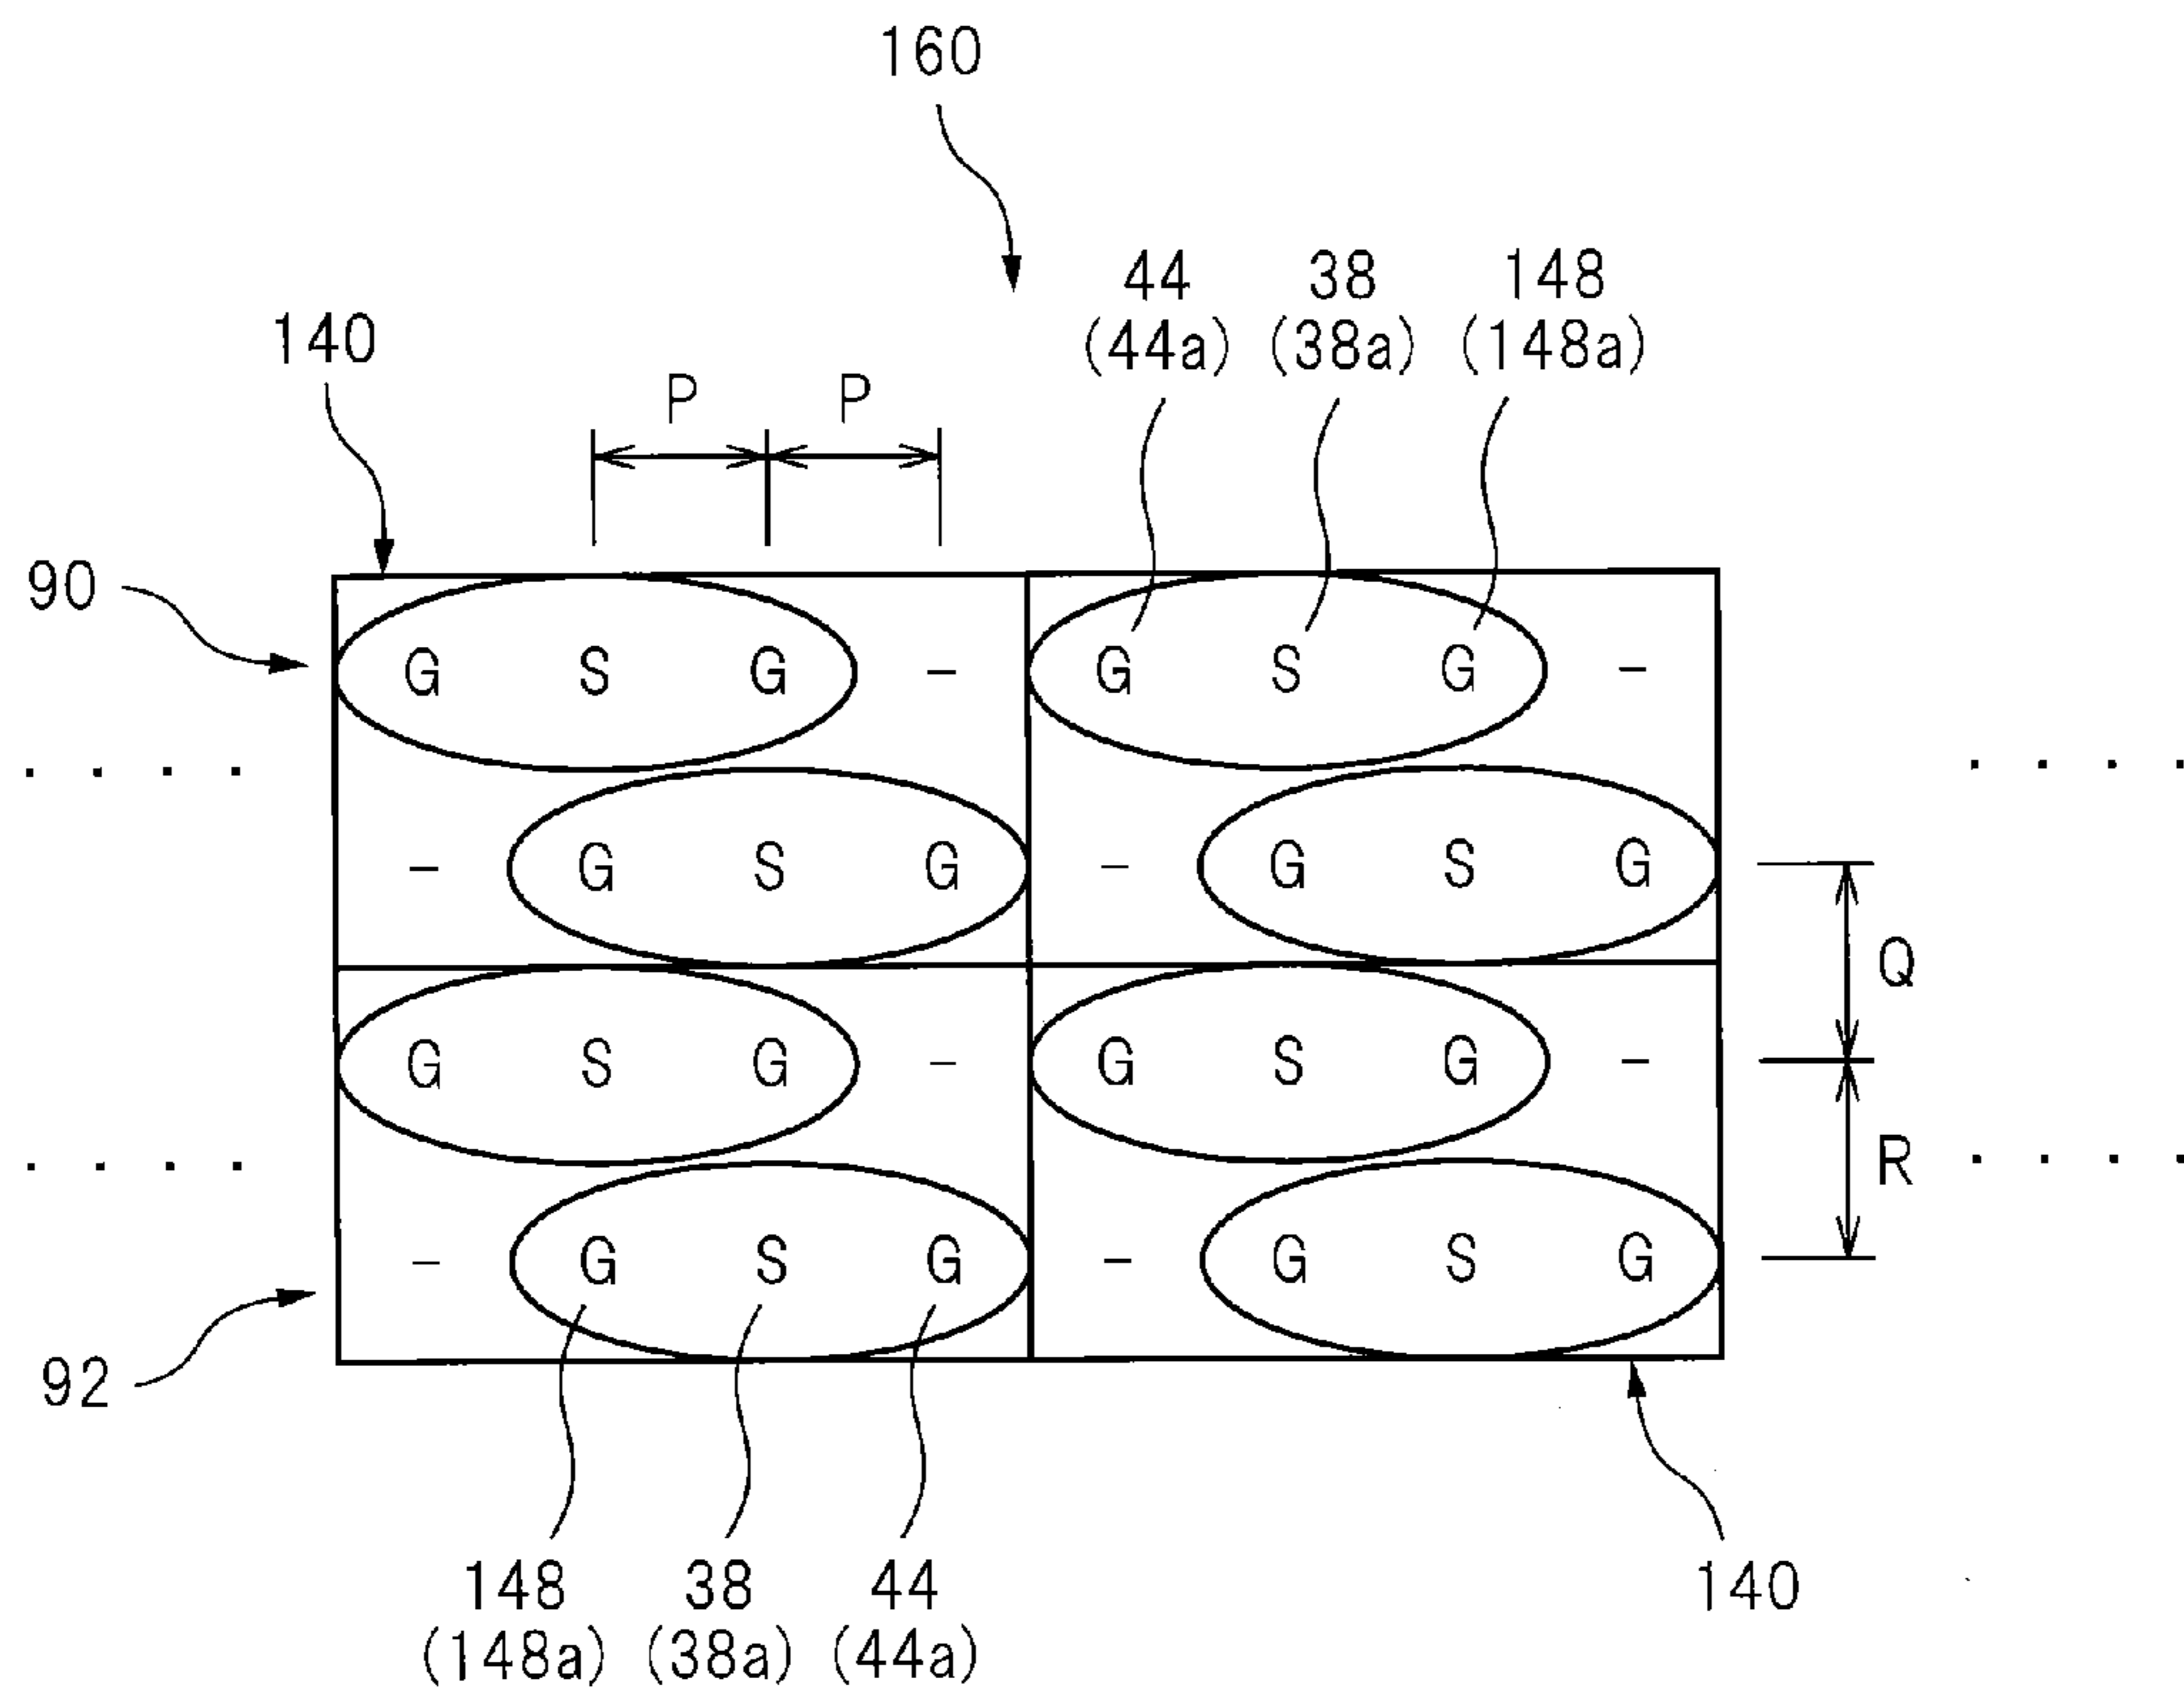 160
44 38 148
(44a) (38a) (148a)
140
P P
90
G S G - G S G -
. . . . . . . .
- G S G - G S G
Q
G S G - G S G -
. . . . R . . . .
- G S G - G S G
92
148 38 44 140
(148a) (38a) (44a)